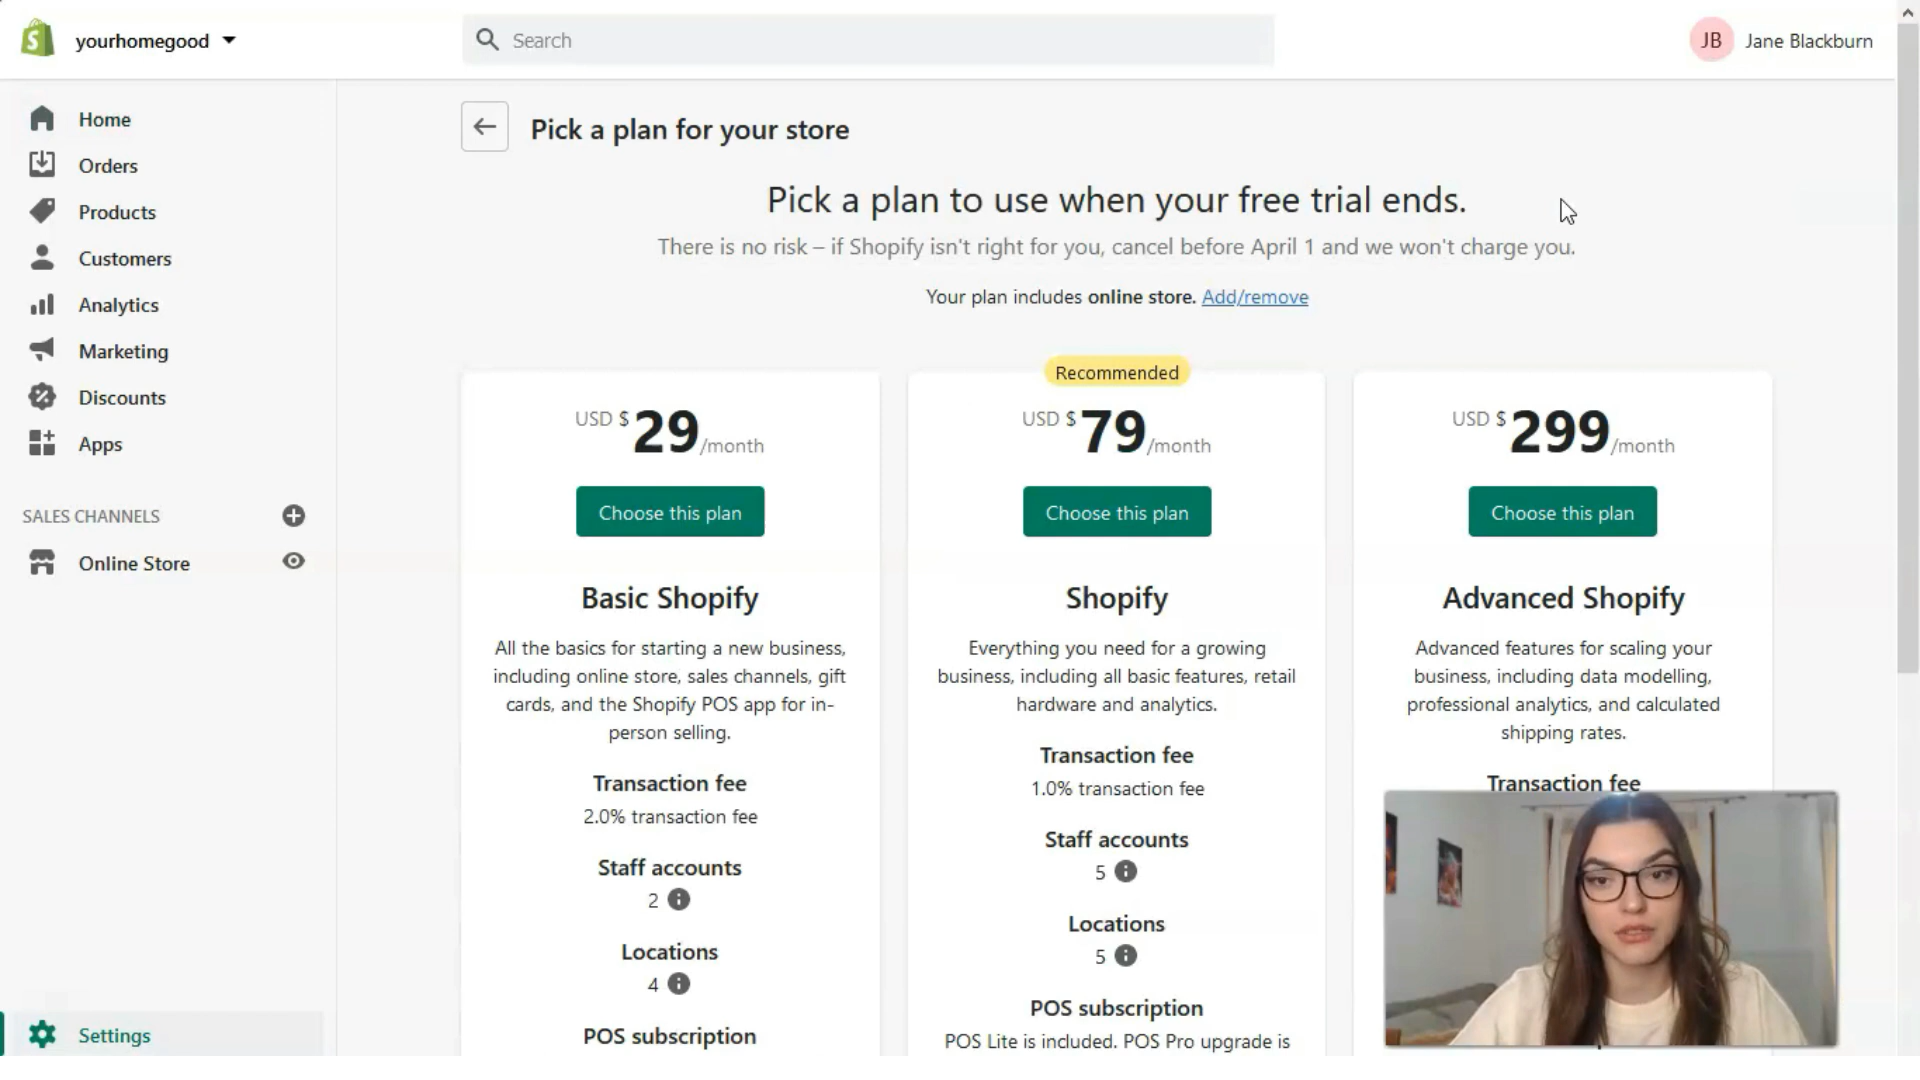 yourhomegood
Search
JB
Jane Blackburn
Home
Orders
Products
Customers
Analytics
Marketing
Discounts
Apps
SALES CHANNELS
Online Store
Settings
Pick a plan for your store
Pick a plan to use when your free trial ends.
There is no risk – if Shopify isn't right for you, cancel before April 1 and we won't charge you.
Your plan includes online store. Add/remove
USD $ 29 /month
Choose this plan
Basic Shopify
All the basics for starting a new business,
including online store, sales channels, gift
cards, and the Shopify POS app for in-
person selling.
Transaction fee
2.0% transaction fee
Staff accounts
2
Locations
4
POS subscription
Recommended
USD $ 79 /month
Choose this plan
Shopify
Everything you need for a growing
business, including all basic features, retail
hardware and analytics.
Transaction fee
1.0% transaction fee
Staff accounts
5
Locations
5
POS subscription
POS Lite is included. POS Pro upgrade is
USD $ 299 /month
Choose this plan
Advanced Shopify
Advanced features for scaling your
business, including data modelling,
professional analytics, and calculated
shipping rates.
Transaction fee